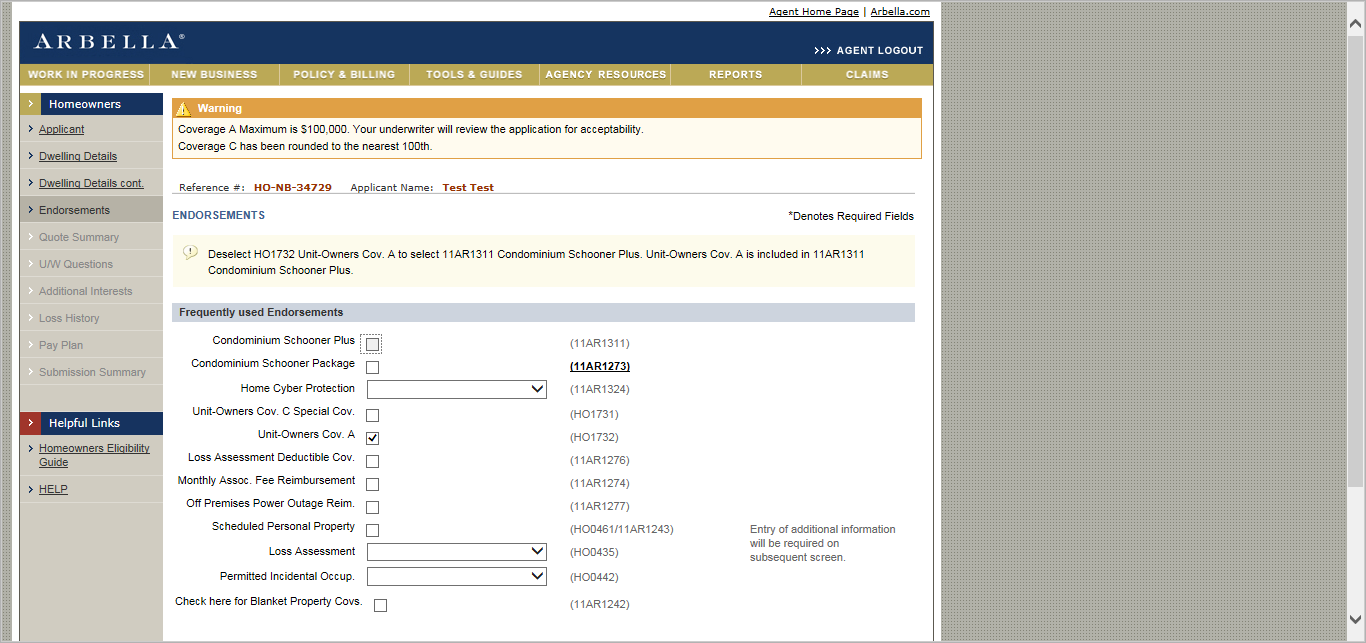 Agent Home Page | Arbella.com
ARBELLA®
>>> AGENT LOGOUT
WORK IN PROGRESS NEW BUSINESS POLICY & BILLING TOOLS & GUIDES AGENCY RESOURCES REPORTS CLAIMS
Homeowners
Applicant
Dwelling Details
Dwelling Details cont.
Endorsements
Quote Summary
U/W Questions
Additional Interests
Loss History
Pay Plan
Submission Summary
Helpful Links
Homeowners Eligibility
Guide
HELP
Warning
Coverage A Maximum is $100,000. Your underwriter will review the application for acceptability.
Coverage C has been rounded to the nearest 100th.
Reference #: HO-NB-34729 Applicant Name: Test Test
ENDORSEMENTS
*Denotes Required Fields
Deselect HO1732 Unit-Owners Cov. A to select 11AR1311 Condominium Schooner Plus. Unit-Owners Cov. A is included in 11AR1311
Condominium Schooner Plus.
Frequently used Endorsements
Condominium Schooner Plus (11AR1311)
Condominium Schooner Package (11AR1273)
Home Cyber Protection (11AR1324)
Unit-Owners Cov. C Special Cov. (HO1731)
Unit-Owners Cov. A (HO1732)
Loss Assessment Deductible Cov. (11AR1276)
Monthly Assoc. Fee Reimbursement (11AR1274)
Off Premises Power Outage Reim. (11AR1277)
Scheduled Personal Property (HO0461/11AR1243)
Entry of additional information
will be required on
subsequent screen.
Loss Assessment (HO0435)
Permitted Incidental Occup. (HO0442)
Check here for Blanket Property Covs. (11AR1242)